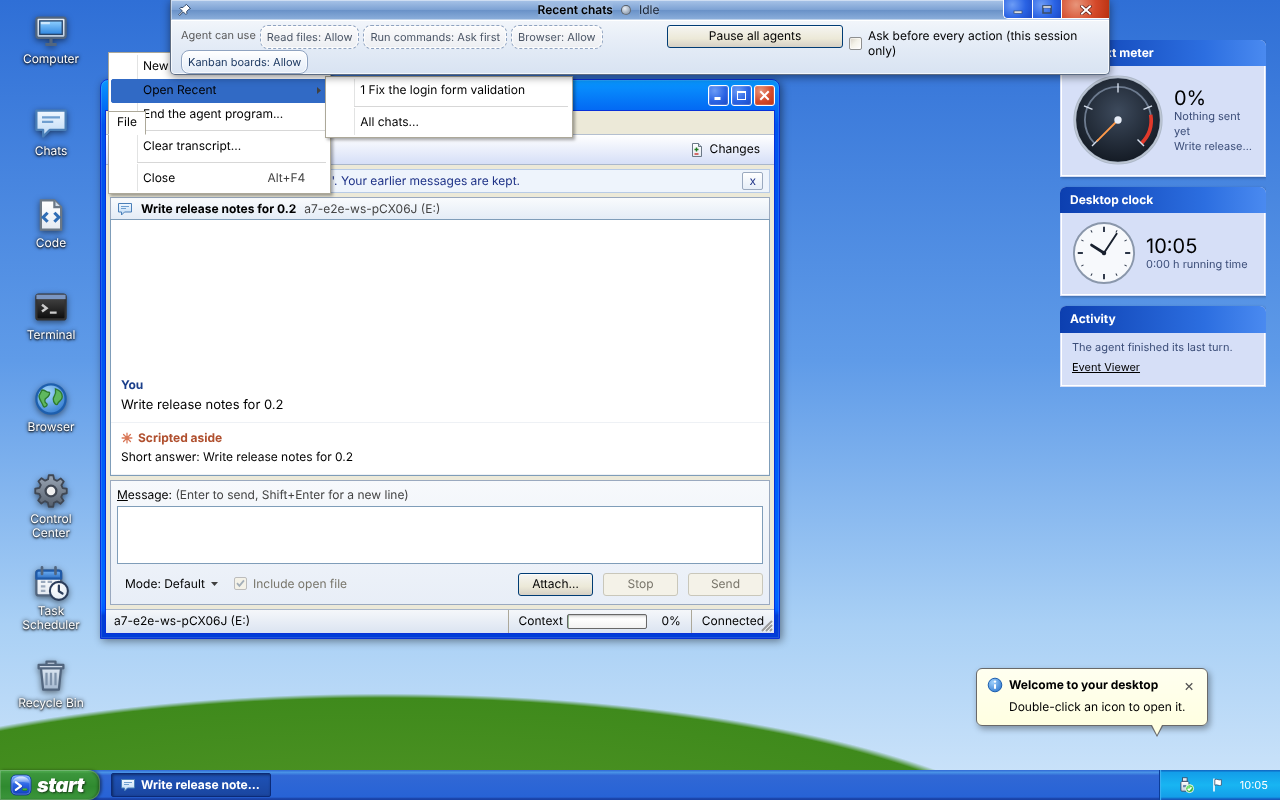 Recent chats Idle
Agent can use Read files: Allow Run commands: Ask first Browser: Allow
Kanban boards: Allow
Pause all agents
Ask before every action (this session only)
Computer
Chats
Code
Terminal
Browser
Control Center
Task Scheduler
Recycle Bin
New
Open Recent
End the agent program...
File
Clear transcript...
Close Alt+F4
1 Fix the login form validation
All chats...
Changes
. Your earlier messages are kept.
x
Write release notes for 0.2 a7-e2e-ws-pCX06J (E:)
You
Write release notes for 0.2
Scripted aside
Short answer: Write release notes for 0.2
Message: (Enter to send, Shift+Enter for a new line)
Mode: Default Include open file Attach... Stop Send
a7-e2e-ws-pCX06J (E:) Context 0% Connected
meter
0%
Nothing sent yet
Write release...
Desktop clock
10:05
0:00 h running time
Activity
The agent finished its last turn.
Event Viewer
Welcome to your desktop
Double-click an icon to open it.
start Write release note... 10:05